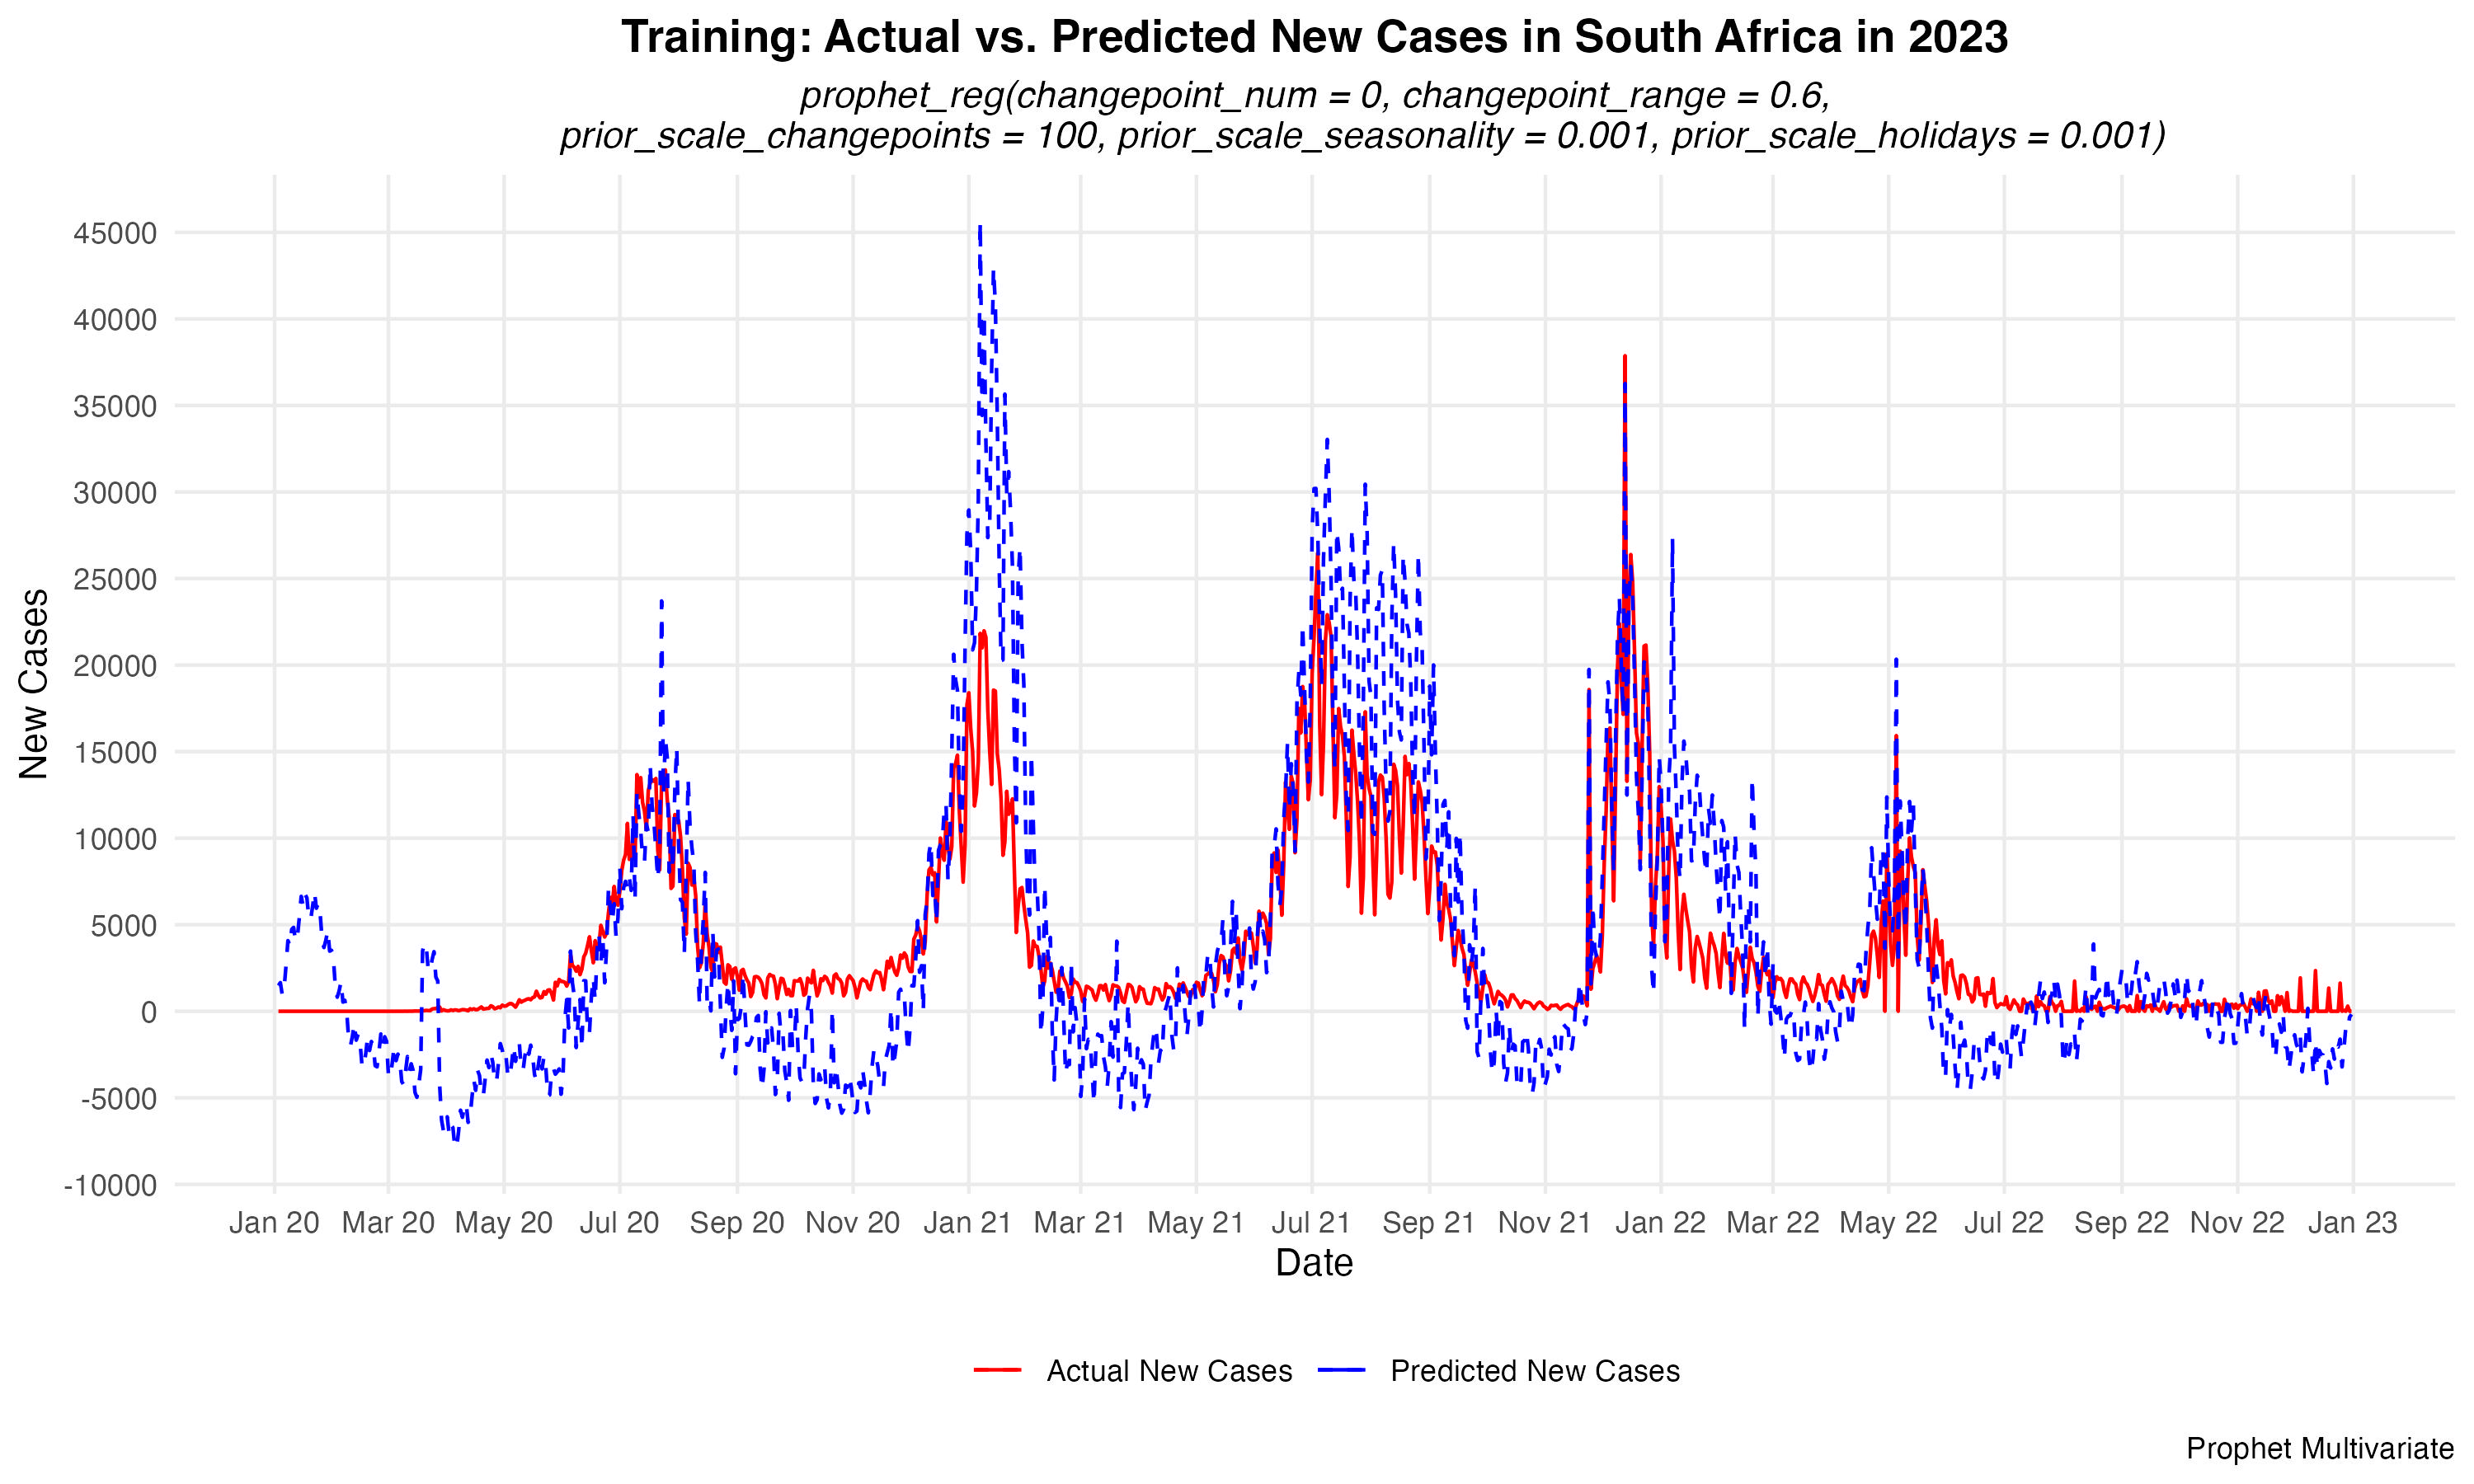 Training: Actual vs. Predicted New Cases in South Africa in 2023
prophet_reg(changepoint_num = 0, changepoint_range = 0.6,
prior_scale_changepoints = 100, prior_scale_seasonality = 0.001, prior_scale_holidays = 0.001)
New Cases
45000
40000
35000
30000
25000
20000
15000
10000
5000
0
-5000
-10000
Jan 20 Mar 20 May 20 Jul 20 Sep 20 Nov 20 Jan 21 Mar 21 May 21 Jul 21 Sep 21 Nov 21 Jan 22 Mar 22 May 22 Jul 22 Sep 22 Nov 22 Jan 23
Date
Actual New Cases Predicted New Cases
Prophet Multivariate